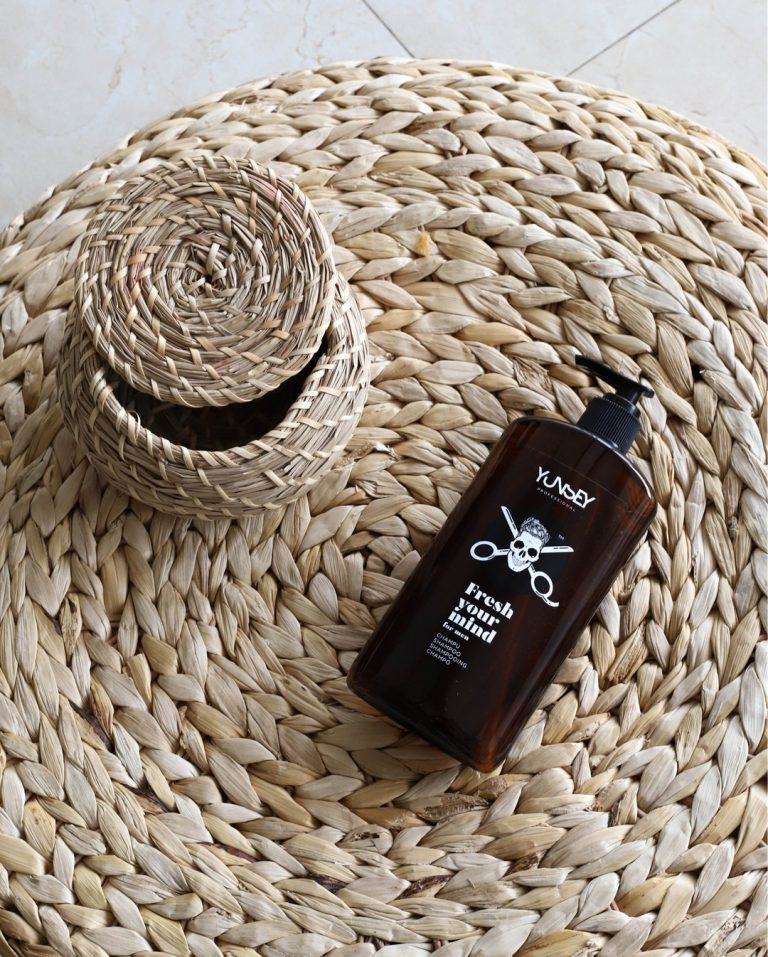 YUNSEY
PROFESSIONAL
Fresh
your
mind
for men
CHAMPÚ
SHAMPOO
SHAMPOOING
CHAMPÔ